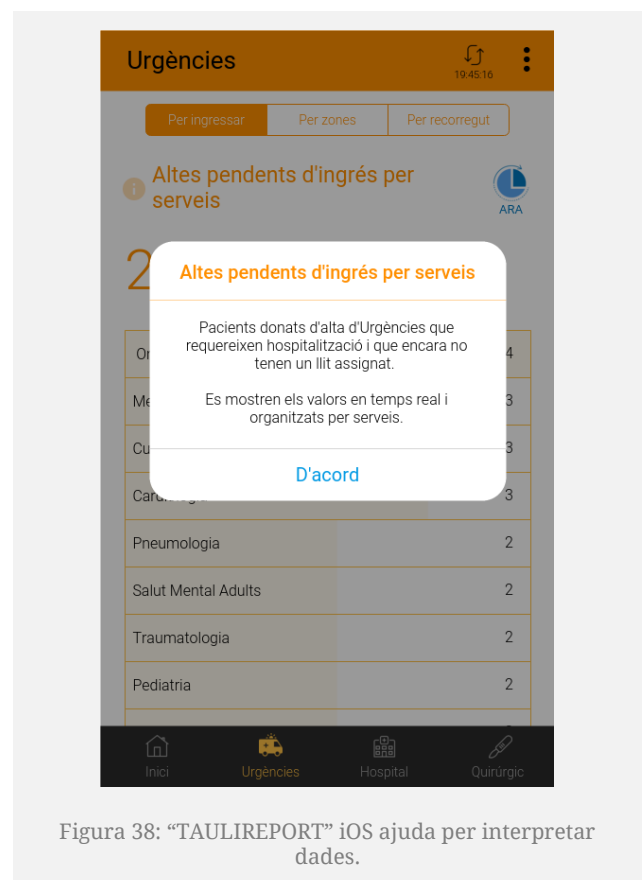 Urgències
19:45:16
Per ingressar
Per zones
Per recorregut
Altes pendents d'ingrés per
serveis
ARA
Altes pendents d'ingrés per serveis
Pacients donats d'alta d'Urgències que
requereixen hospitalització i que encara no
tenen un llit assignat.
Es mostren els valors en temps real i
organitzats per serveis.
D'acord
4
3
3
Cardiologia 3
Pneumologia 2
Salut Mental Adults 2
Traumatologia 2
Pediatria 2
Inici
Urgències
Hospital
Quirúrgic
Figura 38: “TAULIREPORT” iOS ajuda per interpretar
dades.